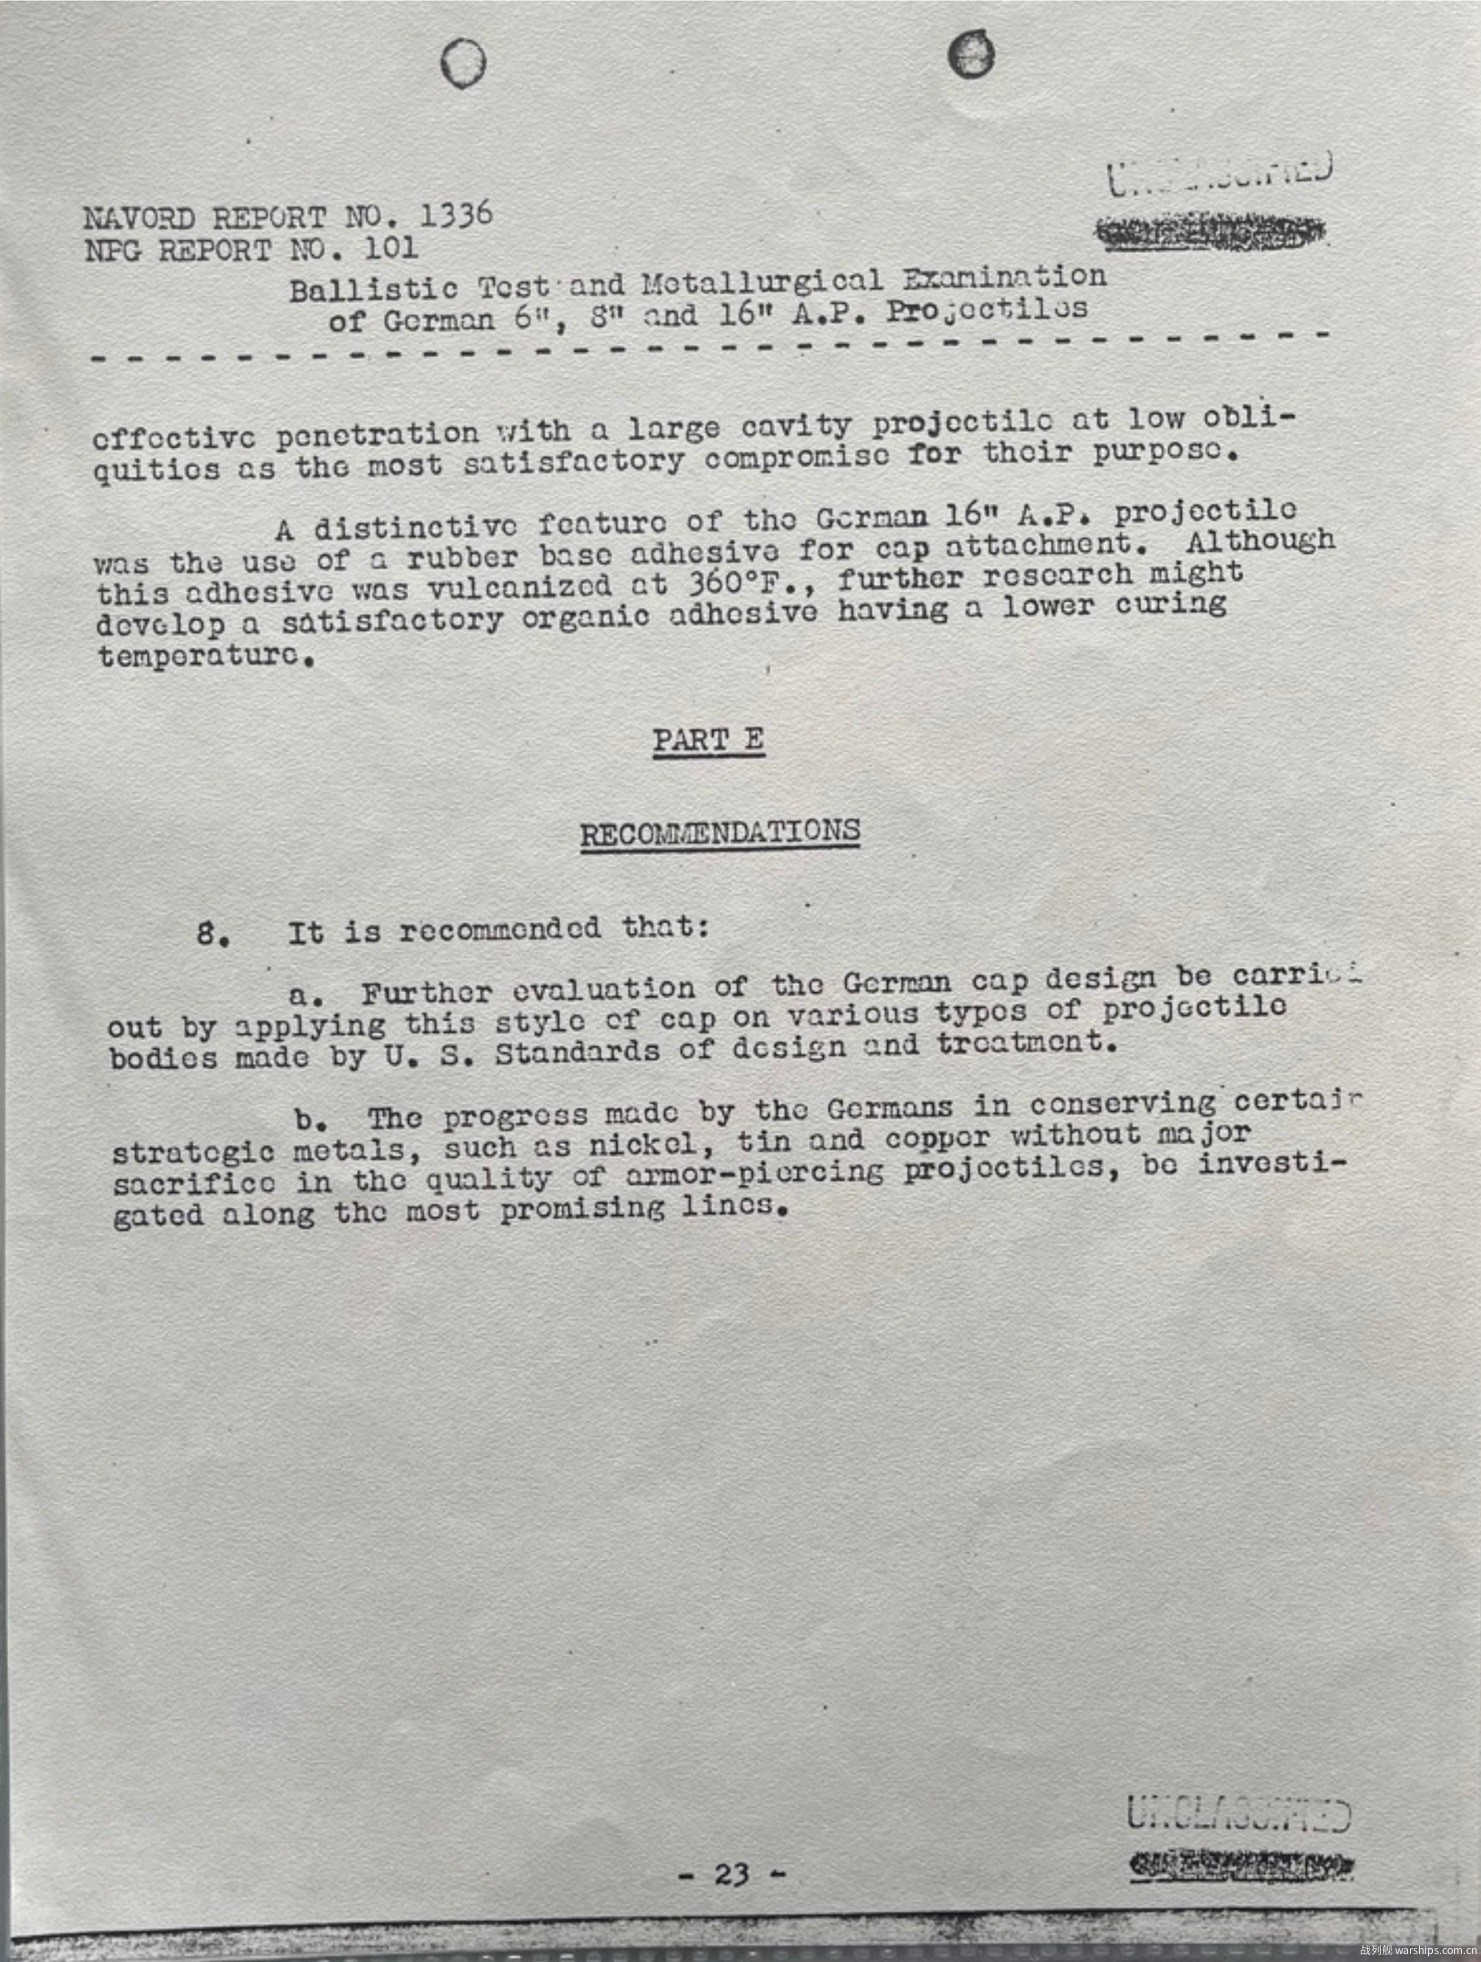 UNCLASSIFIED
NAVORD REPORT NO. 1336
NPG REPORT NO. 101
Ballistic Test and Metallurgical Examination
of German 6", 8" and 16" A.P. Projectiles
effective penetration with a large cavity projectile at low obli-
quities as the most satisfactory compromise for their purpose.
A distinctive feature of the German 16" A.P. projectile
was the use of a rubber base adhesive for cap attachment. Although
this adhesive was vulcanized at 360°F., further research might
develop a satisfactory organic adhesive having a lower curing
temperature.
PART E
RECOMMENDATIONS
8. It is recommended that:
a. Further evaluation of the German cap design be carried
out by applying this style of cap on various types of projectile
bodies made by U. S. Standards of design and treatment.
b. The progress made by the Germans in conserving certain
strategic metals, such as nickel, tin and copper without major
sacrifice in the quality of armor-piercing projectiles, be investi-
gated along the most promising lines.
UNCLASSIFIED
- 23 -
战列舰 warships.com.cn